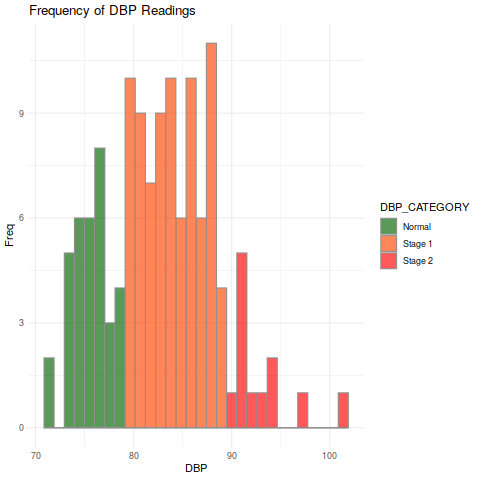 Frequency of DBP Readings
9
6
3
0
Freq
70
80
90
100
DBP
DBP_CATEGORY
Normal
Stage 1
Stage 2